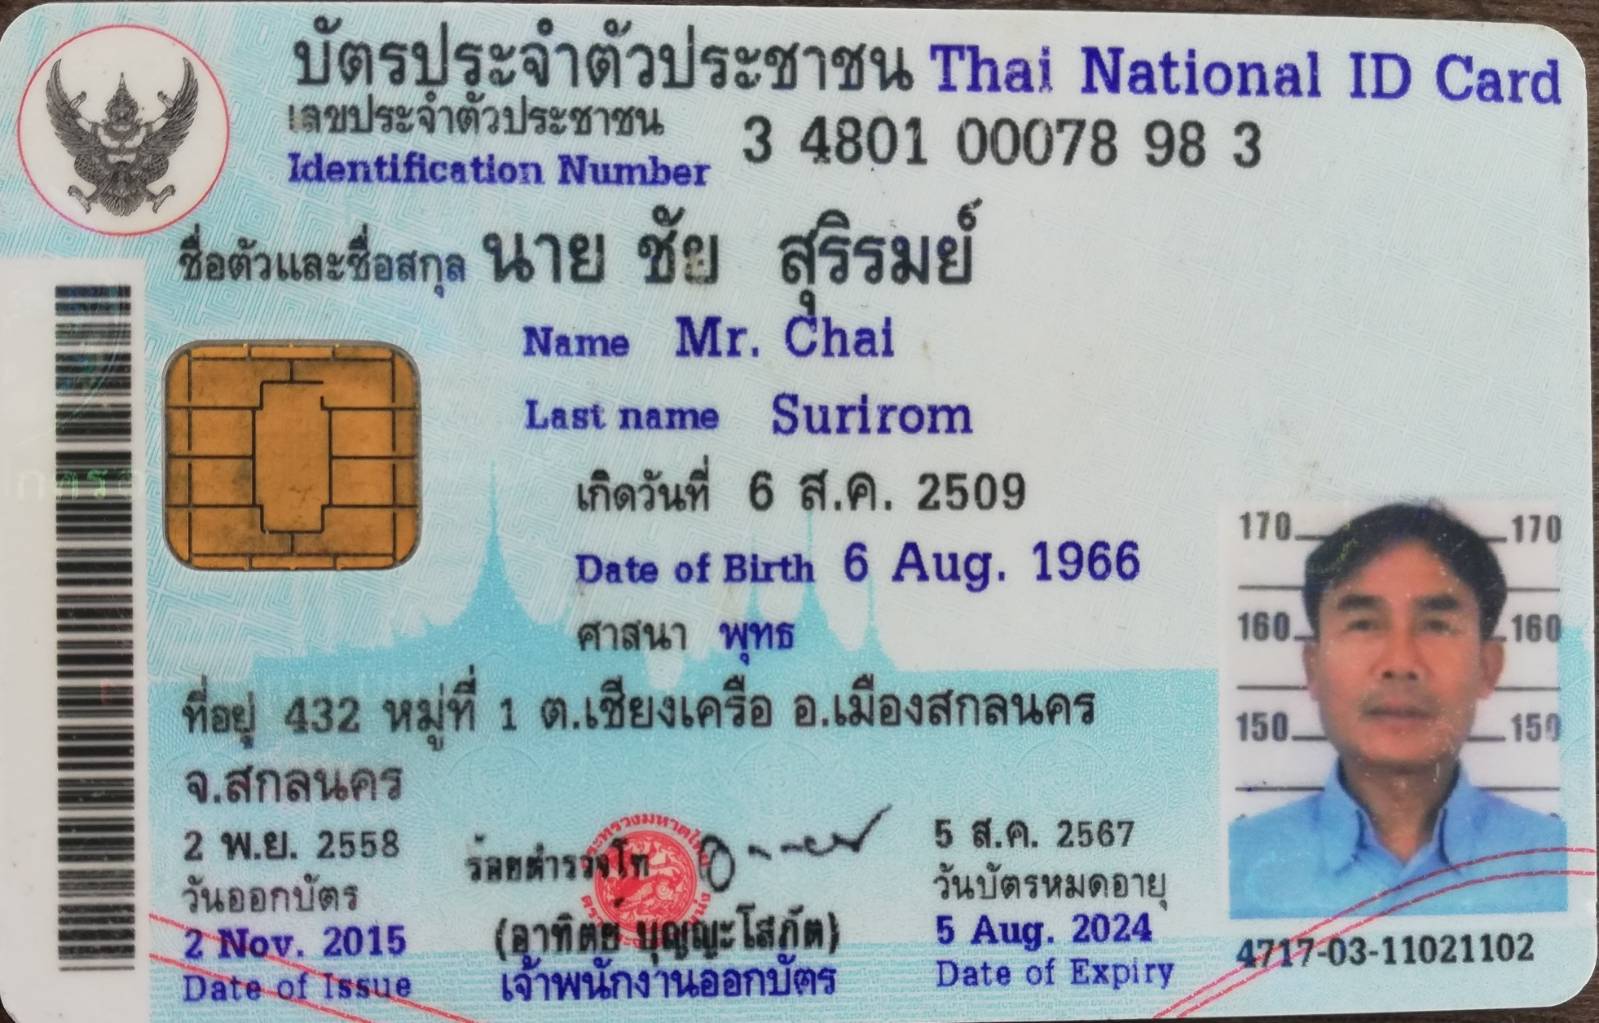 บัตรประจำตัวประชาชน Thai National ID Card
เลขประจำตัวประชาชน
Identification Number 3 4801 00078 98 3
ชื่อตัวและชื่อสกุล นาย ชัย สุริรมย์
Name Mr. Chai
Last name Surirom
เกิดวันที่ 6 ส.ค. 2509
Date of Birth 6 Aug. 1966
ศาสนา พุทธ
ที่อยู่ 432 หมู่ที่ 1 ต.เชียงเครือ อ.เมืองสกลนคร
จ.สกลนคร
2 พ.ย. 2558
วันออกบัตร
2 Nov. 2015
Date of Issue
ร้อยตำรวจโท
(อาทิตย์ บุญญะโสภัต)
เจ้าพนักงานออกบัตร
5 ส.ค. 2567
วันบัตรหมดอายุ
5 Aug. 2024
Date of Expiry
170 170
160 160
150 150
4717-03-11021102